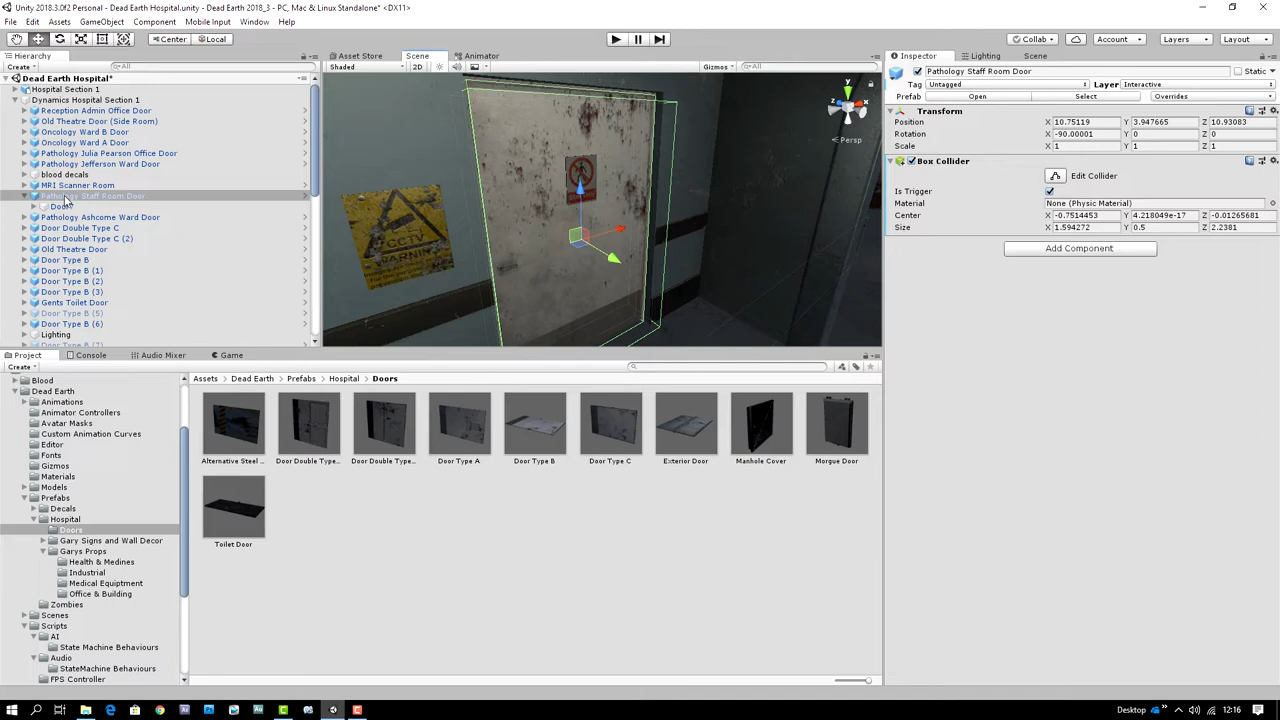 Unity 2018.3.0f2 Personal - Dead Earth Hospital.unity - Dead Earth 2018_3 - PC, Mac & Linux Standalone* <DX11>
File Edit Assets GameObject Component Mobile Input Window Help
Center Local Collab Account Layers Layout
Hierarchy
Create All
Dead Earth Hospital*
Hospital Section 1
Dynamics Hospital Section 1
Reception Admin Office Door
Old Theatre Door (Side Room)
Oncology Ward B Door
Oncology Ward A Door
Pathology Julia Pearson Office Door
Pathology Jefferson Ward Door
blood decals
MRI Scanner Room
Pathology Staff Room Door
Door
Pathology Ashcome Ward Door
Door Double Type C
Door Double Type C (2)
Old Theatre Door
Door Type B
Door Type B (1)
Door Type B (2)
Door Type B (3)
Gents Toilet Door
Door Type B (5)
Door Type B (6)
Lighting
Door Type B (7)
Asset Store Scene Animator
Shaded 2D Gizmos All
y
x
z
Persp
CCTV
WARNING
Inspector Lighting Scene
Pathology Staff Room Door Static
Tag Untagged Layer Interactive
Prefab Open Select Overrides
Transform
Position X 10.75119 Y 3.947665 Z 10.93083
Rotation X -90.00001 Y 0 Z 0
Scale X 1 Y 1 Z 1
Box Collider
Edit Collider
Is Trigger
Material None (Physic Material)
Center X -0.7514453 Y 4.218049e-17 Z -0.01265681
Size X 1.594272 Y 0.5 Z 2.2381
Add Component
Project Console Audio Mixer Game
Create
Blood
Dead Earth
Animations
Animator Controllers
Avatar Masks
Custom Animation Curves
Editor
Fonts
Gizmos
Materials
Models
Prefabs
Decals
Hospital
Doors
Gary Signs and Wall Decor
Garys Props
Health & Medines
Industrial
Medical Equiptment
Office & Building
Zombies
Scenes
Scripts
AI
State Machine Behaviours
Audio
StateMachine Behaviours
FPS Controller
Assets Dead Earth Prefabs Hospital Doors
Alternative Steel ... Door Double Type... Door Double Type... Door Type A Door Type B Door Type C Exterior Door Manhole Cover Morgue Door
Toilet Door
Desktop 12:16